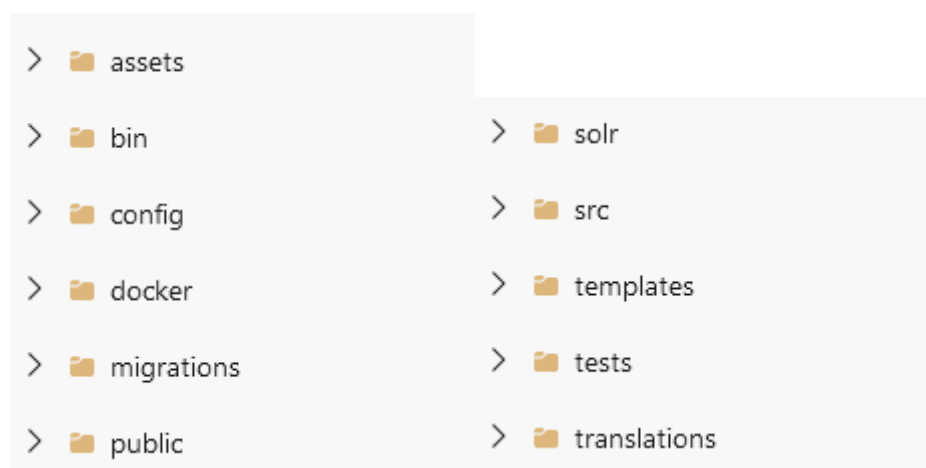 assets
bin
config
docker
migrations
public
solr
src
templates
tests
translations